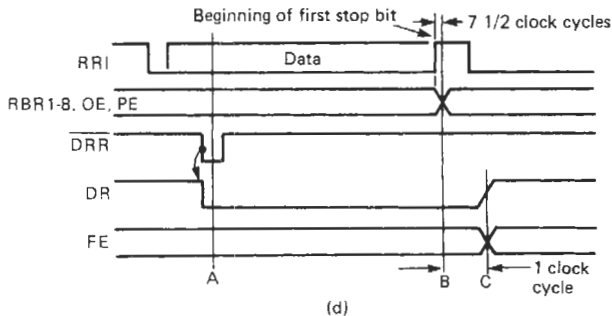 Beginning of first stop bit
7 1/2 clock cycles
RRI
Data
RBR1-8, OE, PE
DRR
DR
FE
A
B
C
1 clock
cycle
(d)